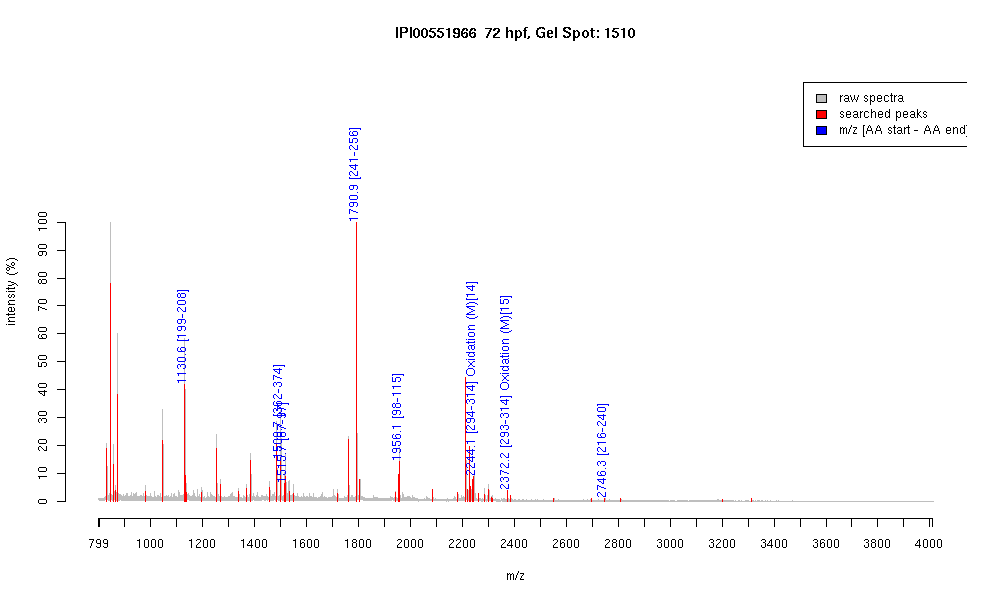 IPI00551966 72 hpf, Gel Spot: 1510
raw spectra
searched peaks
m/z [AA start - AA end]
1790.9 [241-256]
1130.6 [199-208]
[362-374]
1956.1 [98-115]
2244.1 [294-314] Oxidation (M)[14]
2372.2 [293-314] Oxidation (M)[15]
2746.3 [216-240]
intensity (%)
0 10 20 30 40 50 60 70 80 90 100
799 1000 1200 1400 1600 1800 2000 2200 2400 2600 2800 3000 3200 3400 3600 3800 4000
m/z